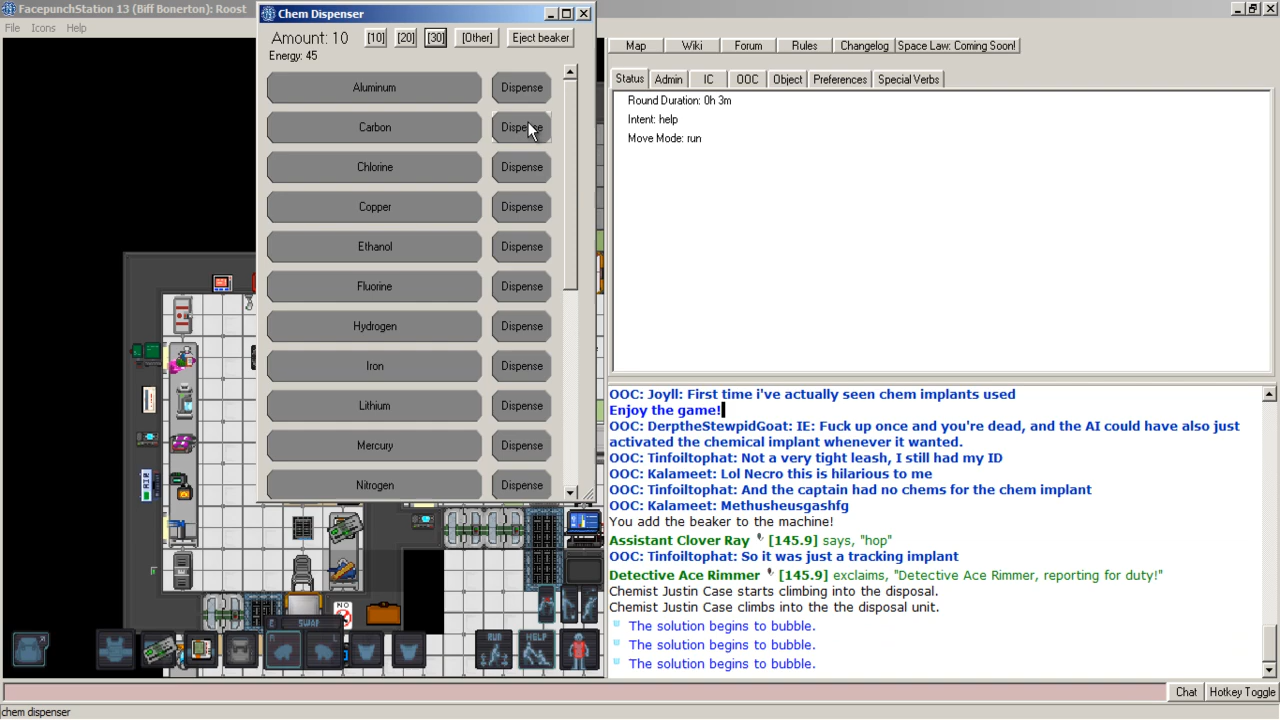 FacepunchStation 13 (Biff Bonerton): Roost
File Icons Help
Chem Dispenser
Amount: 10 [10] [20] [30] [Other] Eject beaker
Energy: 45
Aluminum Dispense
Carbon Dispense
Chlorine Dispense
Copper Dispense
Ethanol Dispense
Fluorine Dispense
Hydrogen Dispense
Iron Dispense
Lithium Dispense
Mercury Dispense
Nitrogen Dispense
Map Wiki Forum Rules Changelog Space Law: Coming Soon!
Status Admin IC OOC Object Preferences Special Verbs
Round Duration: 0h 3m
Intent: help
Move Mode: run
OOC: Joyll: First time i've actually seen chem implants used
Enjoy the game!
OOC: DerptheStewpidGoat: IE: Fuck up once and you're dead, and the AI could have also just
activated the chemical implant whenever it wanted.
OOC: Tinfoiltophat: Not a very tight leash, I still had my ID
OOC: Kalameet: Lol Necro this is hilarious to me
OOC: Tinfoiltophat: And the captain had no chems for the chem implant
OOC: Kalameet: Methusheusgashfg
You add the beaker to the machine!
Assistant Clover Ray [145.9] says, "hop"
OOC: Tinfoiltophat: So it was just a tracking implant
Detective Ace Rimmer [145.9] exclaims, "Detective Ace Rimmer, reporting for duty!"
Chemist Justin Case starts climbing into the disposal.
Chemist Justin Case climbs into the the disposal unit.
The solution begins to bubble.
The solution begins to bubble.
The solution begins to bubble.
NO
SWAP
RUN HELP
Chat Hotkey Toggle
chem dispenser